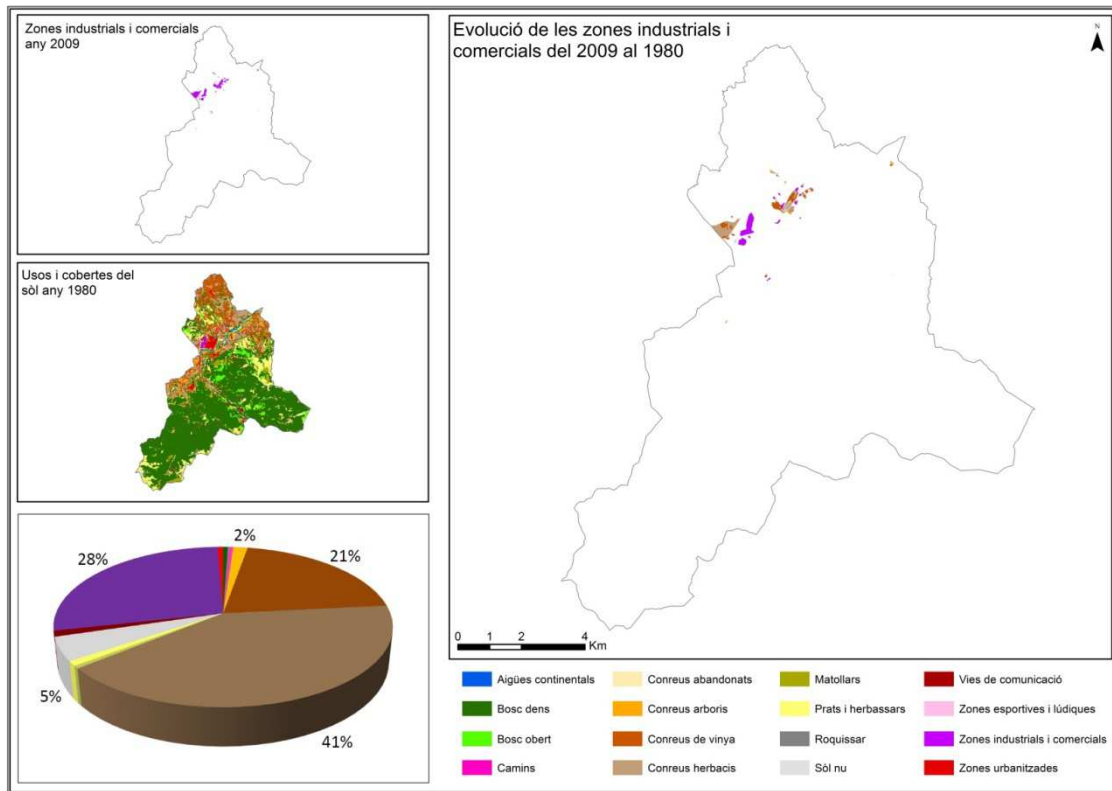 Zones industrials i comercials
any 2009
Usos i cobertes del
sòl any 1980
2%
28%
21%
5%
41%
Evolució de les zones industrials i
comercials del 2009 al 1980
N
0 1 2 4
Km
Aigües continentals
Bosc dens
Bosc obert
Camins
Conreus abandonats
Conreus arboris
Conreus de vinya
Conreus herbacis
Matollars
Prats i herbassars
Roquissar
Sòl nu
Vies de comunicació
Zones esportives i lúdiques
Zones industrials i comercials
Zones urbanitzades